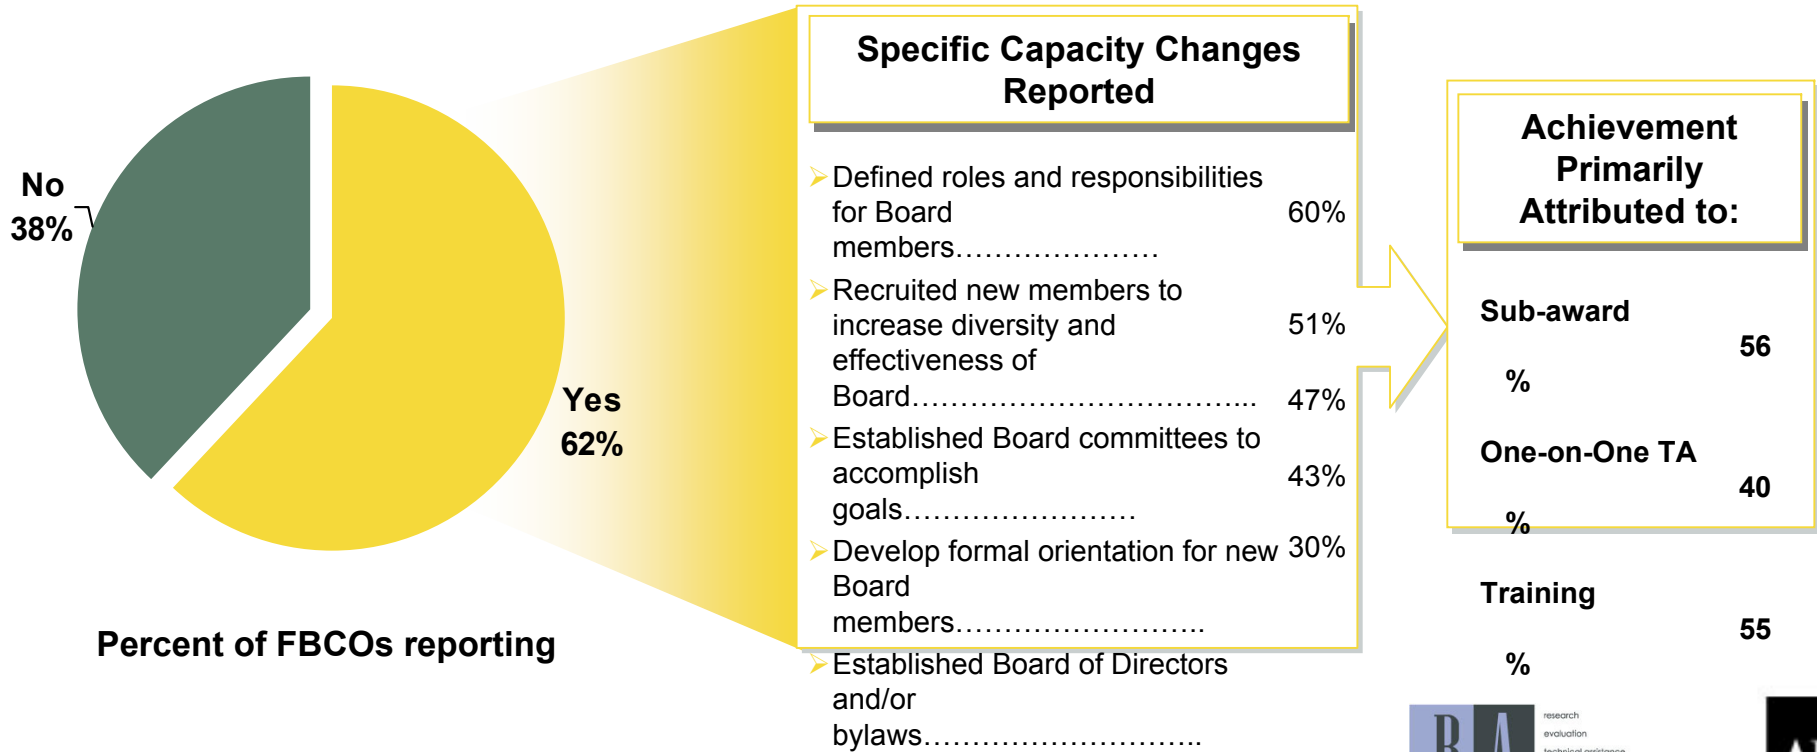 No
38%
Yes
62%
Percent of FBCOs reporting
Specific Capacity Changes
Reported
➢Defined roles and responsibilities
for Board
members…………………
60%
➢Recruited new members to
increase diversity and
effectiveness of
Board……………………………...
51%
➢Established Board committees to
accomplish
goals……………………
47%
➢Develop formal orientation for new
Board
members……………………..
43%
➢Established Board of Directors
and/or
bylaws………………………..
30%
Achievement
Primarily
Attributed to:
Sub-award
56
%
One-on-One TA
40
%
Training
55
%
research
evaluation
technical assistance